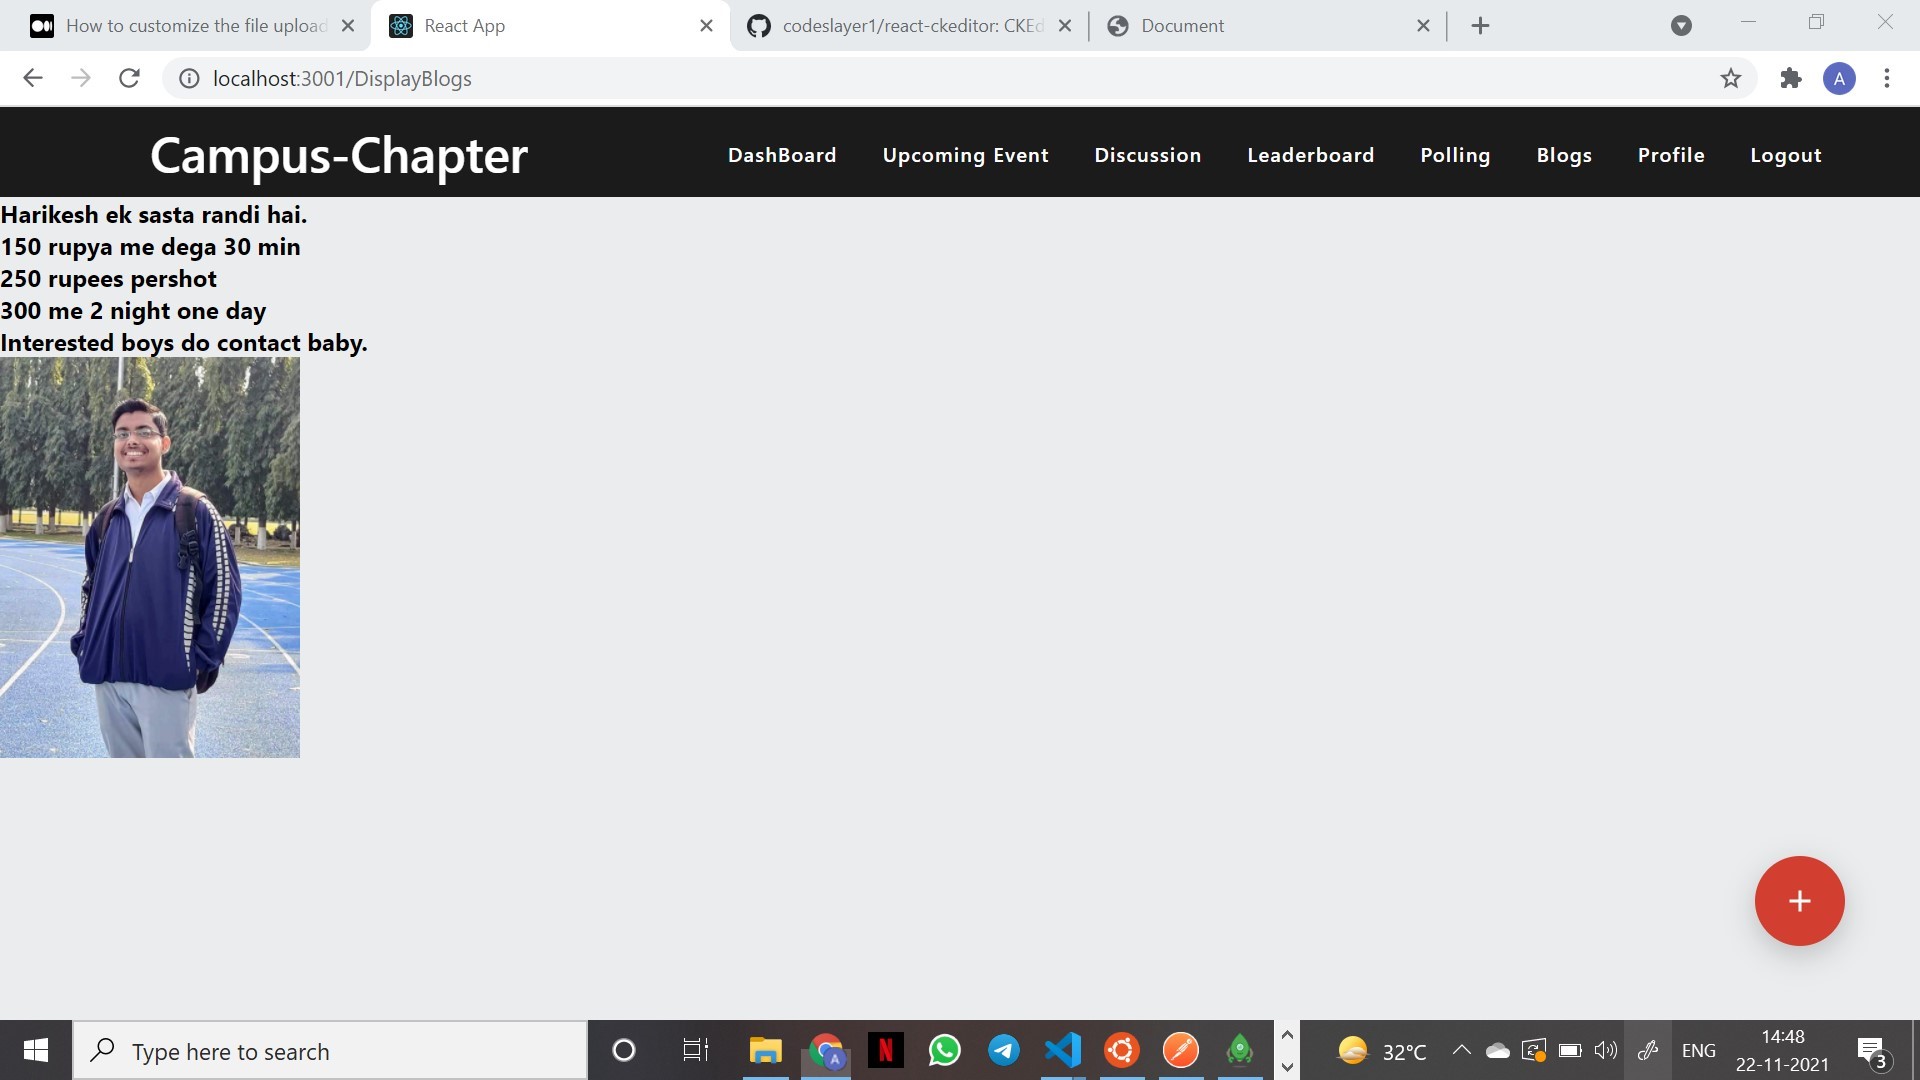 How to customize the file upload
React App
codeslayer1/react-ckeditor: CKEd
Document
localhost:3001/DisplayBlogs
A
Campus-Chapter
DashBoard
Upcoming Event
Discussion
Leaderboard
Polling
Blogs
Profile
Logout
Harikesh ek sasta randi hai.
150 rupya me dega 30 min
250 rupees pershot
300 me 2 night one day
Interested boys do contact baby.
+
Type here to search
A
N
32°C
ENG
14:48
22-11-2021
3